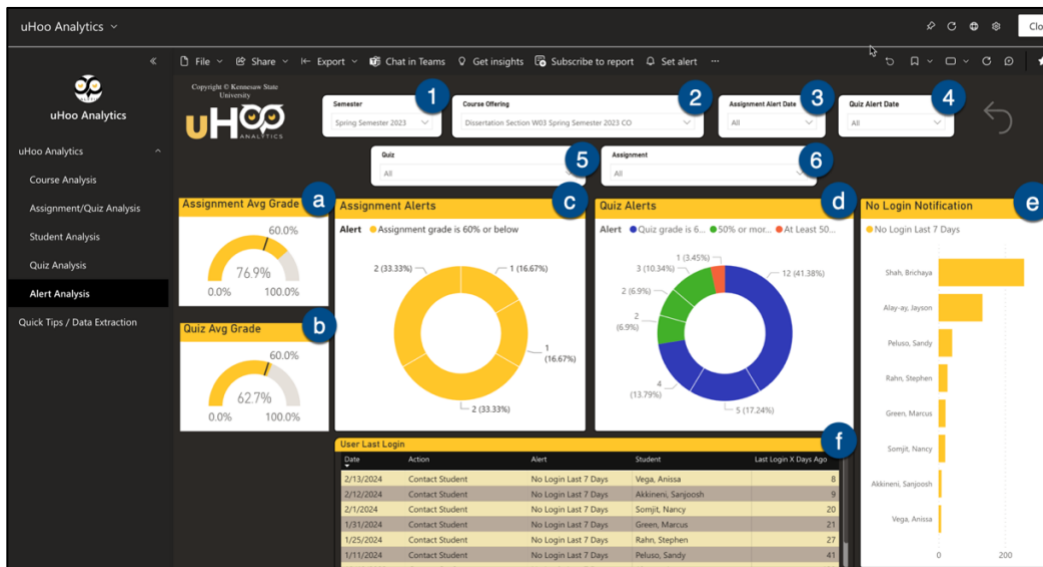 uHoo Analytics
Clo
File Share Export Chat in Teams Get insights Subscribe to report Set alert ...
uHoo Analytics
uHoo Analytics
Course Analysis
Assignment/Quiz Analysis
Student Analysis
Quiz Analysis
Alert Analysis
Quick Tips / Data Extraction
Copyright © Kennesaw State
University
uHoo
ANALYTICS
Semester 1
Spring Semester 2023
Course Offering 2
Dissertation Section W03 Spring Semester 2023 CO
Assignment Alert Date 3
All
Quiz Alert Date 4
All
Quiz 5
All
Assignment 6
All
Assignment Avg Grade a
60.0%
76.9%
0.0% 100.0%
Quiz Avg Grade b
60.0%
62.7%
0.0% 100.0%
Assignment Alerts c
Alert Assignment grade is 60% or below
2 (33.33%) 1 (16.67%)
1
(16.67%)
2 (33.33%)
Quiz Alerts d
Alert Quiz grade is 6... 50% or mor... At Least 50...
1 (3.45%)
3 (10.34%) 12 (41.38%)
2 (6.9%)
2
(6.9%)
4
(13.79%)
5 (17.24%)
No Login Notification e
No Login Last 7 Days
Shah, Brichaya
Alay-ay, Jayson
Peluso, Sandy
Rahn, Stephen
Green, Marcus
Somjit, Nancy
Akkineni, Sanjoosh
Vega, Anissa
0 200
User Last Login f
Date Action Alert Student Last Login X Days Ago
2/13/2024 Contact Student No Login Last 7 Days Vega, Anissa 8
2/12/2024 Contact Student No Login Last 7 Days Akkineni, Sanjoosh 9
2/1/2024 Contact Student No Login Last 7 Days Somjit, Nancy 20
1/31/2024 Contact Student No Login Last 7 Days Green, Marcus 21
1/25/2024 Contact Student No Login Last 7 Days Rahn, Stephen 27
1/11/2024 Contact Student No Login Last 7 Days Peluso, Sandy 41